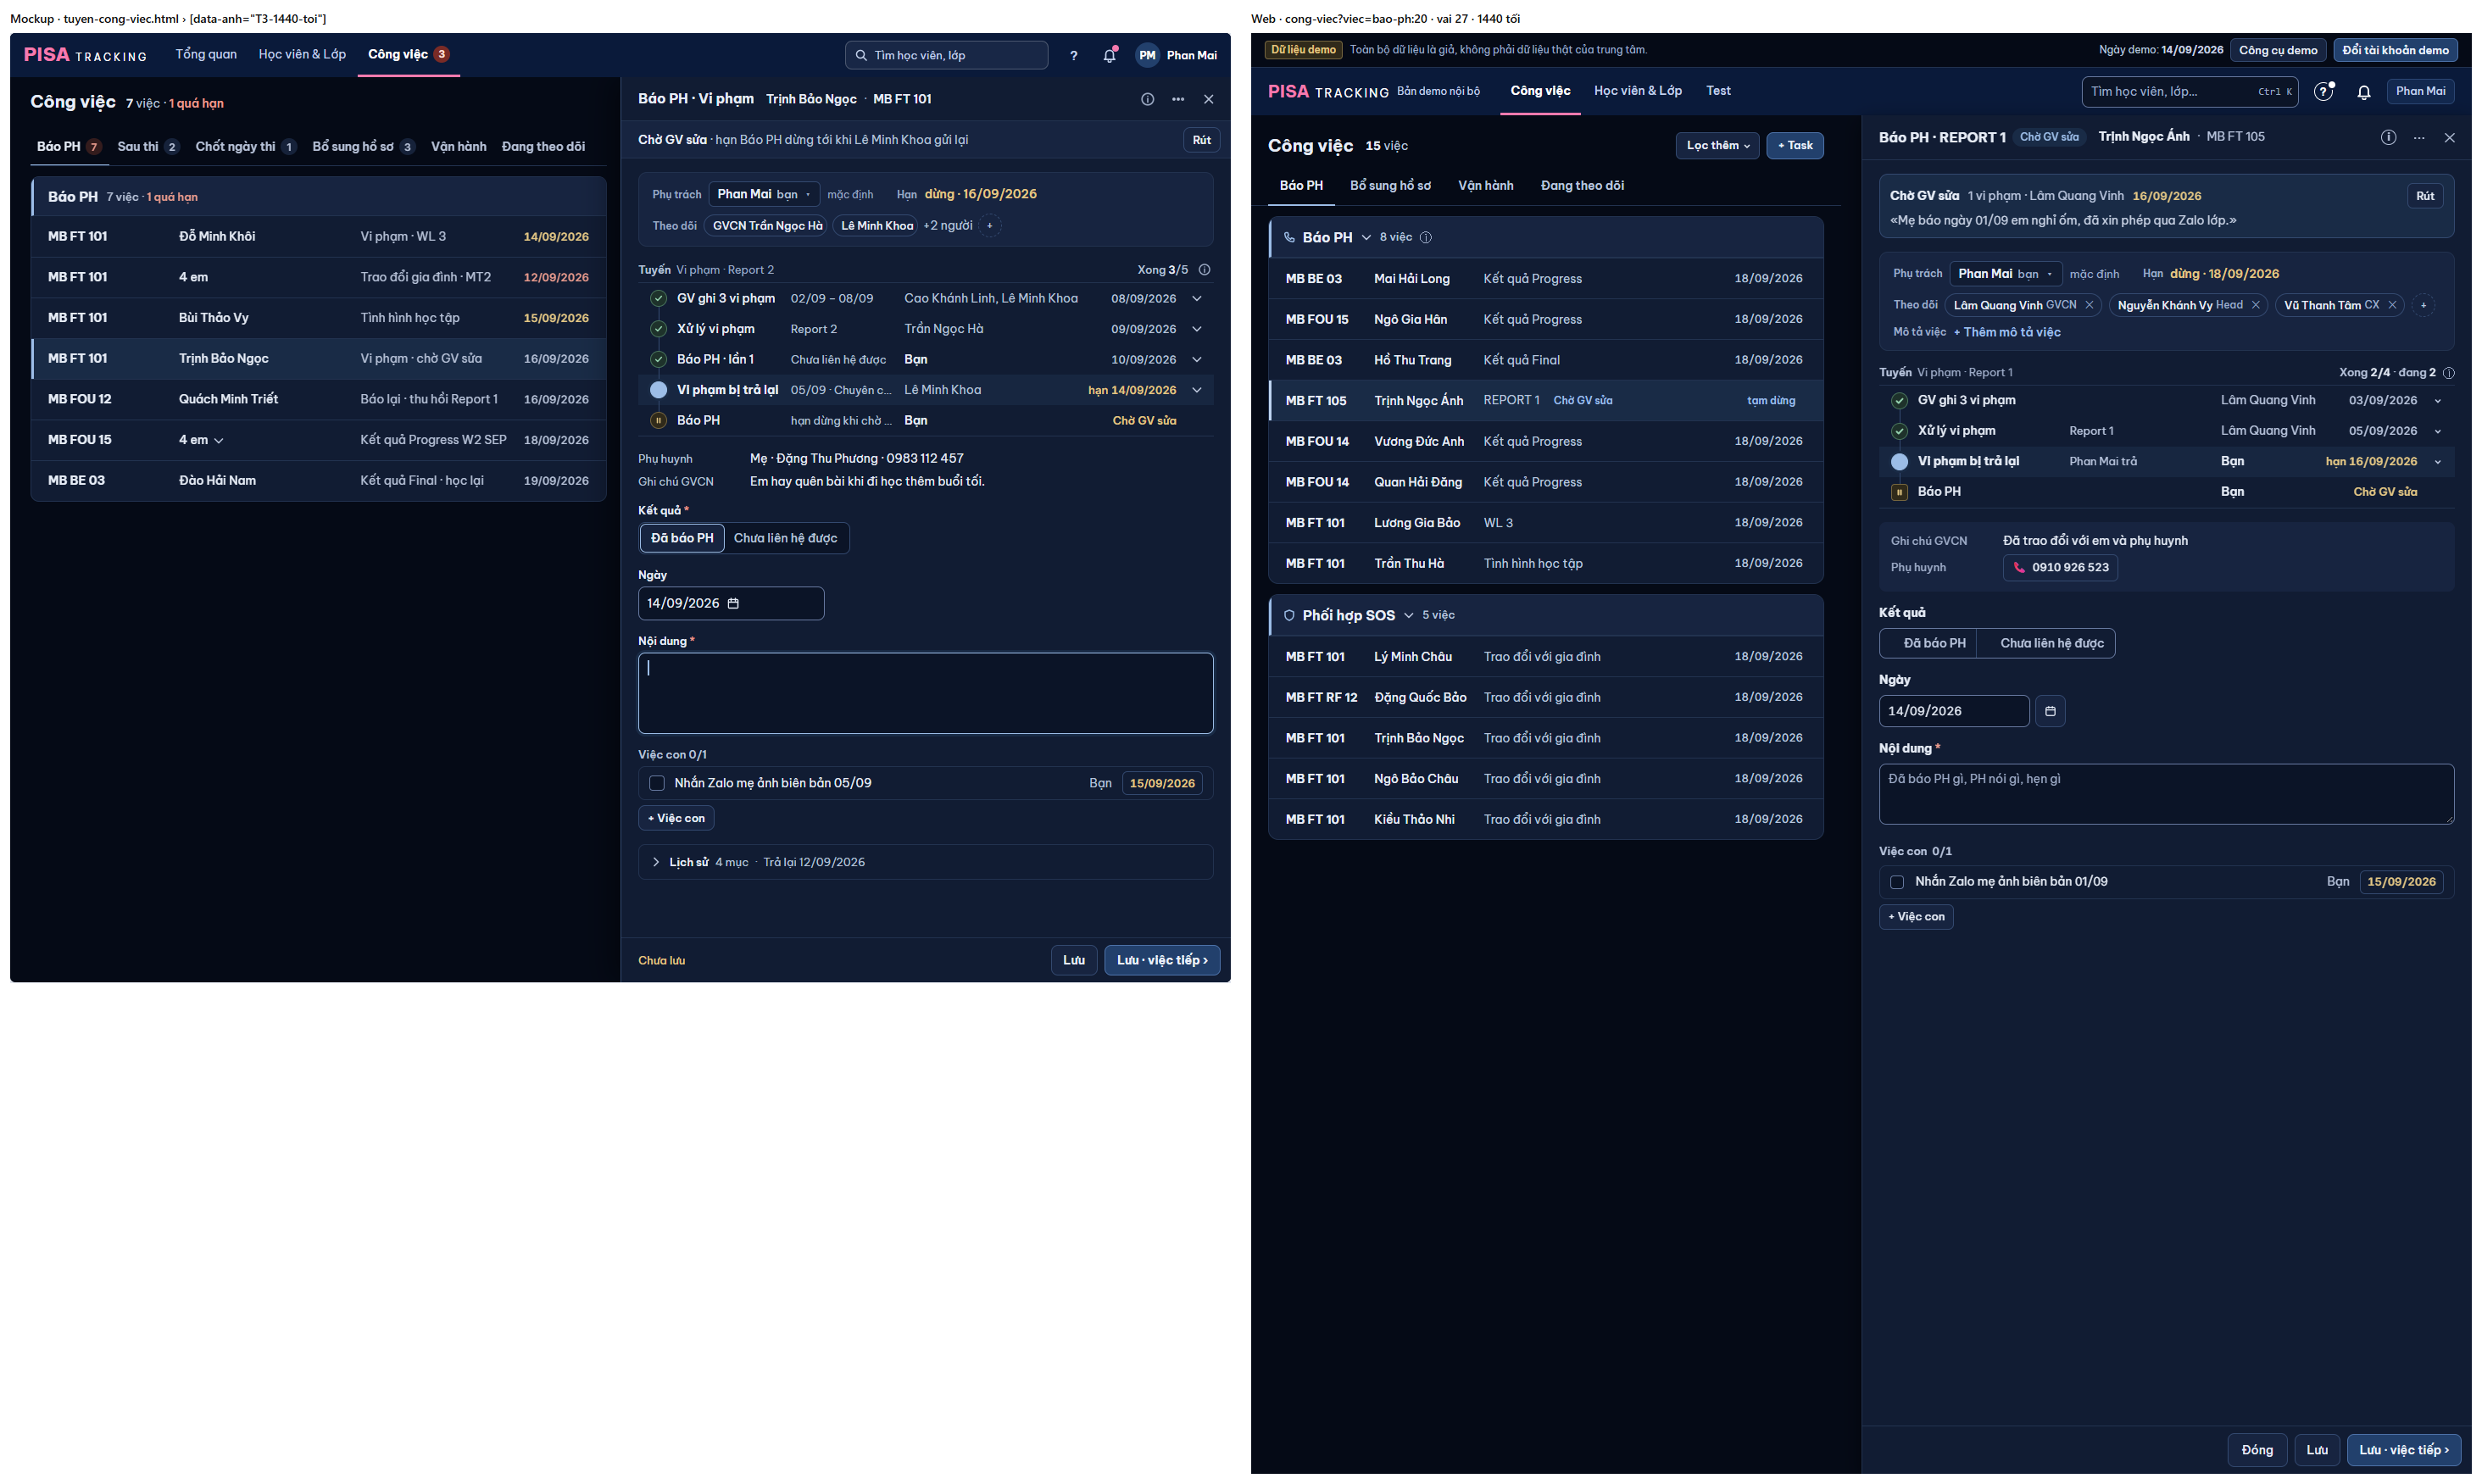 Mockup · tuyen-cong-viec.html › [data-anh="T3-1440-toi"]
PISA TRACKING Tổng quan Học viên & Lớp Công việc 3 Tìm học viên, lớp ? PM Phan Mai
Công việc 7 việc · 1 quá hạn
Báo PH 7 Sau thi 2 Chốt ngày thi 1 Bổ sung hồ sơ 3 Vận hành Đang theo dõi
Báo PH 7 việc · 1 quá hạn
MB FT 101 Đỗ Minh Khôi Vi phạm · WL 3 14/09/2026
MB FT 101 4 em Trao đổi gia đình · MT2 12/09/2026
MB FT 101 Bùi Thảo Vy Tình hình học tập 15/09/2026
MB FT 101 Trịnh Bảo Ngọc Vi phạm · chờ GV sửa 16/09/2026
MB FOU 12 Quách Minh Triết Báo lại · thu hồi Report 1 16/09/2026
MB FOU 15 4 em Kết quả Progress W2 SEP 18/09/2026
MB BE 03 Đào Hải Nam Kết quả Final · học lại 19/09/2026
Báo PH · Vi phạm Trịnh Bảo Ngọc · MB FT 101
Chờ GV sửa · hạn Báo PH dừng tới khi Lê Minh Khoa gửi lại Rút
Phụ trách Phan Mai bạn mặc định Hạn dừng · 16/09/2026
Theo dõi GVCN Trần Ngọc Hà Lê Minh Khoa +2 người +
Tuyến Vi phạm · Report 2 Xong 3/5
GV ghi 3 vi phạm 02/09 – 08/09 Cao Khánh Linh, Lê Minh Khoa 08/09/2026
Xử lý vi phạm Report 2 Trần Ngọc Hà 09/09/2026
Báo PH · lần 1 Chưa liên hệ được Bạn 10/09/2026
Vi phạm bị trả lại 05/09 · Chuyên c... Lê Minh Khoa hạn 14/09/2026
Báo PH hạn dừng khi chờ ... Bạn Chờ GV sửa
Phụ huynh Mẹ · Đặng Thu Phương · 0983 112 457
Ghi chú GVCN Em hay quên bài khi đi học thêm buổi tối.
Kết quả *
Đã báo PH Chưa liên hệ được
Ngày
14/09/2026
Nội dung *
Việc con 0/1
Nhắn Zalo mẹ ảnh biên bản 05/09 Bạn 15/09/2026
+ Việc con
Lịch sử 4 mục · Trả lại 12/09/2026
Chưa lưu Lưu Lưu · việc tiếp ›
Web · cong-viec?viec=bao-ph:20 · vai 27 · 1440 tối
Dữ liệu demo Toàn bộ dữ liệu là giả, không phải dữ liệu thật của trung tâm. Ngày demo: 14/09/2026 Công cụ demo Đổi tài khoản demo
PISA TRACKING Bản demo nội bộ Công việc Học viên & Lớp Test Tìm học viên, lớp... Ctrl K ? Phan Mai
Công việc 15 việc Lọc thêm + Task
Báo PH Bổ sung hồ sơ Vận hành Đang theo dõi
Báo PH 8 việc
MB BE 03 Mai Hải Long Kết quả Progress 18/09/2026
MB FOU 15 Ngô Gia Hân Kết quả Progress 18/09/2026
MB BE 03 Hồ Thu Trang Kết quả Final 18/09/2026
MB FT 105 Trịnh Ngọc Ánh REPORT 1 Chờ GV sửa tạm dừng
MB FOU 14 Vương Đức Anh Kết quả Progress 18/09/2026
MB FOU 14 Quan Hải Đăng Kết quả Progress 18/09/2026
MB FT 101 Lương Gia Bảo WL 3 18/09/2026
MB FT 101 Trần Thu Hà Tình hình học tập 18/09/2026
Phối hợp SOS 5 việc
MB FT 101 Lý Minh Châu Trao đổi với gia đình 18/09/2026
MB FT RF 12 Đặng Quốc Bảo Trao đổi với gia đình 18/09/2026
MB FT 101 Trịnh Bảo Ngọc Trao đổi với gia đình 18/09/2026
MB FT 101 Ngô Bảo Châu Trao đổi với gia đình 18/09/2026
MB FT 101 Kiều Thảo Nhi Trao đổi với gia đình 18/09/2026
Báo PH · REPORT 1 Chờ GV sửa Trịnh Ngọc Ánh · MB FT 105
Chờ GV sửa 1 vi phạm · Lâm Quang Vinh 16/09/2026 Rút
«Mẹ báo ngày 01/09 em nghỉ ốm, đã xin phép qua Zalo lớp.»
Phụ trách Phan Mai bạn mặc định Hạn dừng · 18/09/2026
Theo dõi Lâm Quang Vinh GVCN Nguyễn Khánh Vy Head Vũ Thanh Tâm CX +
Mô tả việc + Thêm mô tả việc
Tuyến Vi phạm · Report 1 Xong 2/4 · đang 2
GV ghi 3 vi phạm Lâm Quang Vinh 03/09/2026
Xử lý vi phạm Report 1 Lâm Quang Vinh 05/09/2026
Vi phạm bị trả lại Phan Mai trả Bạn hạn 16/09/2026
Báo PH Bạn Chờ GV sửa
Ghi chú GVCN Đã trao đổi với em và phụ huynh
Phụ huynh 0910 926 523
Kết quả
Đã báo PH Chưa liên hệ được
Ngày
14/09/2026
Nội dung *
Đã báo PH gì, PH nói gì, hẹn gì
Việc con 0/1
Nhắn Zalo mẹ ảnh biên bản 01/09 Bạn 15/09/2026
+ Việc con
Đóng Lưu Lưu · việc tiếp ›